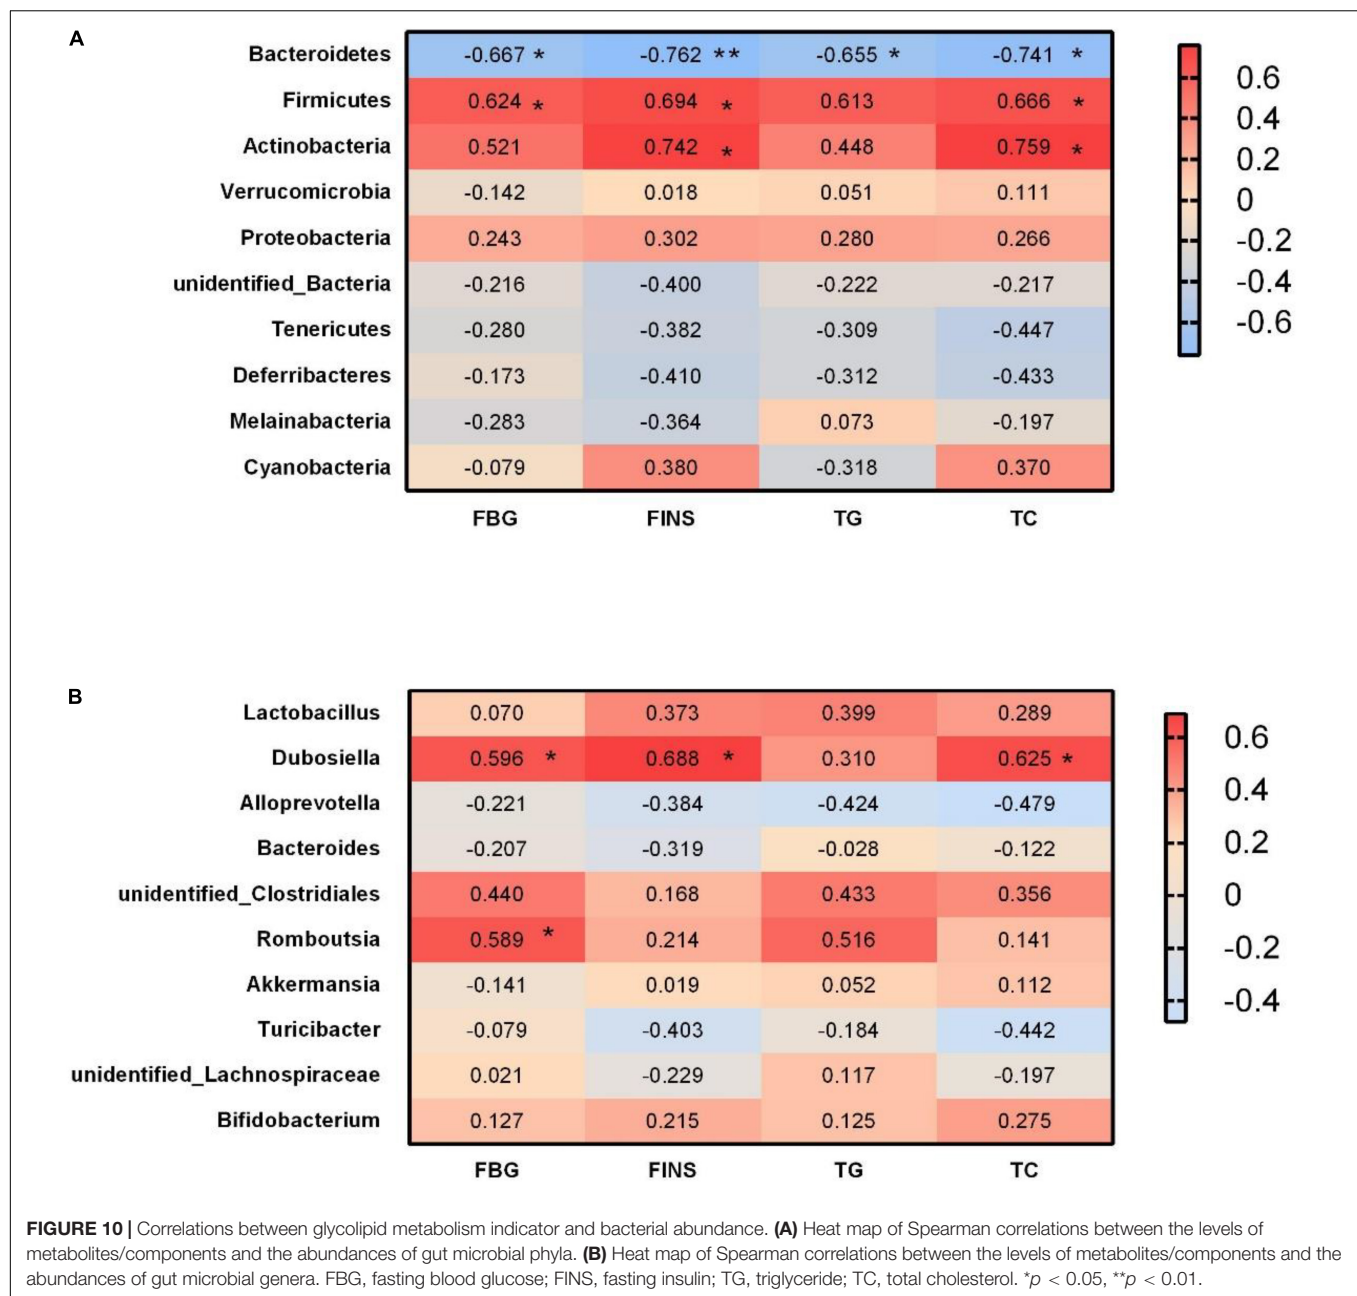 A
Bacteroidetes -0.667 * -0.762 ** -0.655 * -0.741 *
Firmicutes 0.624 * 0.694 * 0.613 0.666 *
Actinobacteria 0.521 0.742 * 0.448 0.759 *
Verrucomicrobia -0.142 0.018 0.051 0.111
Proteobacteria 0.243 0.302 0.280 0.266
unidentified_Bacteria -0.216 -0.400 -0.222 -0.217
Tenericutes -0.280 -0.382 -0.309 -0.447
Deferribacteres -0.173 -0.410 -0.312 -0.433
Melainabacteria -0.283 -0.364 0.073 -0.197
Cyanobacteria -0.079 0.380 -0.318 0.370
FBG FINS TG TC
0.6
0.4
0.2
0
-0.2
-0.4
-0.6
B
Lactobacillus 0.070 0.373 0.399 0.289
Dubosiella 0.596 * 0.688 * 0.310 0.625 *
Alloprevotella -0.221 -0.384 -0.424 -0.479
Bacteroides -0.207 -0.319 -0.028 -0.122
unidentified_Clostridiales 0.440 0.168 0.433 0.356
Romboutsia 0.589 * 0.214 0.516 0.141
Akkermansia -0.141 0.019 0.052 0.112
Turicibacter -0.079 -0.403 -0.184 -0.442
unidentified_Lachnospiraceae 0.021 -0.229 0.117 -0.197
Bifidobacterium 0.127 0.215 0.125 0.275
FBG FINS TG TC
0.6
0.4
0.2
0
-0.2
-0.4
FIGURE 10 | Correlations between glycolipid metabolism indicator and bacterial abundance. (A) Heat map of Spearman correlations between the levels of
metabolites/components and the abundances of gut microbial phyla. (B) Heat map of Spearman correlations between the levels of metabolites/components and the
abundances of gut microbial genera. FBG, fasting blood glucose; FINS, fasting insulin; TG, triglyceride; TC, total cholesterol. *p < 0.05, **p < 0.01.